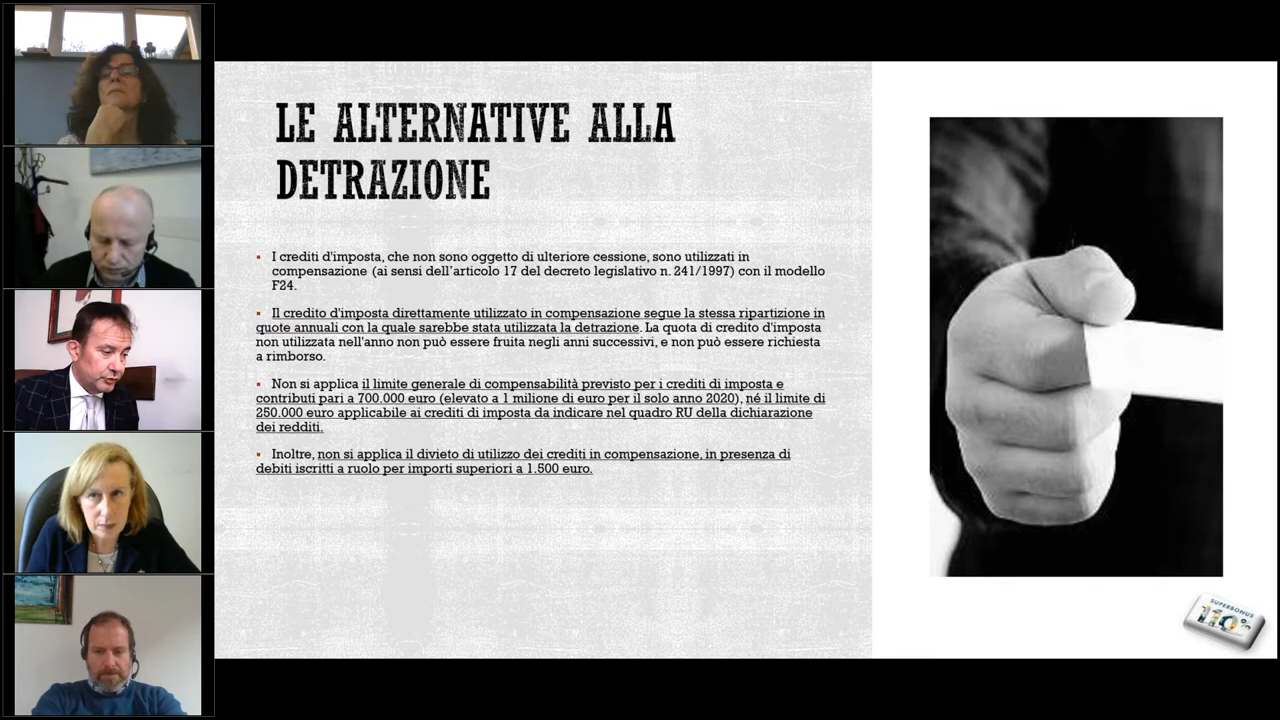 LE ALTERNATIVE ALLA
DETRAZIONE
▪ I crediti d'imposta, che non sono oggetto di ulteriore cessione, sono utilizzati in
compensazione (ai sensi dell'articolo 17 del decreto legislativo n. 241/1997) con il modello
F24.
▪ Il credito d'imposta direttamente utilizzato in compensazione segue la stessa ripartizione in
quote annuali con la quale sarebbe stata utilizzata la detrazione. La quota di credito d'imposta
non utilizzata nell'anno non può essere fruita negli anni successivi, e non può essere richiesta
a rimborso.
▪ Non si applica il limite generale di compensabilità previsto per i crediti di imposta e
contributi pari a 700.000 euro (elevato a 1 milione di euro per il solo anno 2020), né il limite di
250.000 euro applicabile ai crediti di imposta da indicare nel quadro RU della dichiarazione
dei redditi.
▪ Inoltre, non si applica il divieto di utilizzo dei crediti in compensazione, in presenza di
debiti iscritti a ruolo per importi superiori a 1.500 euro.
SUPERBONUS
110%